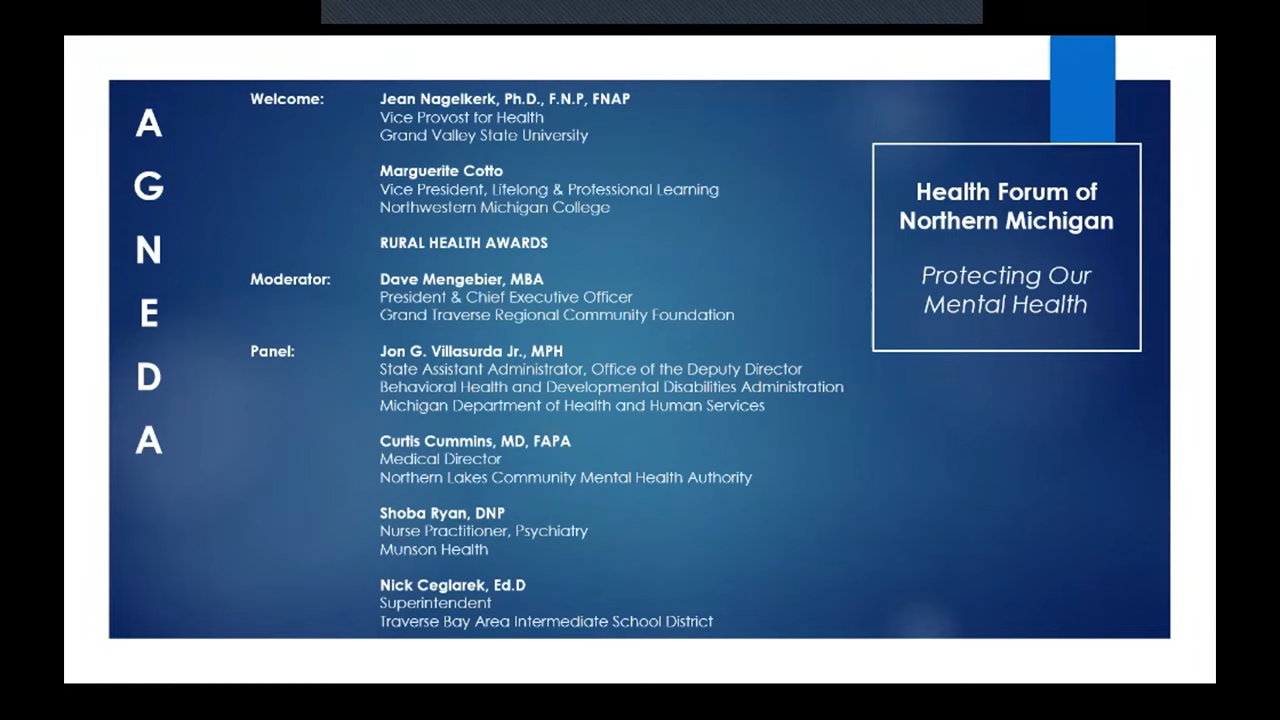 A
G
N
E
D
A
Welcome:
Jean Nagelkerk, Ph.D., F.N.P, FNAP
Vice Provost for Health
Grand Valley State University
Marguerite Cotto
Vice President, Lifelong & Professional Learning
Northwestern Michigan College
RURAL HEALTH AWARDS
Moderator:
Dave Mengebier, MBA
President & Chief Executive Officer
Grand Traverse Regional Community Foundation
Panel:
Jon G. Villasurda Jr., MPH
State Assistant Administrator, Office of the Deputy Director
Behavioral Health and Developmental Disabilities Administration
Michigan Department of Health and Human Services
Curtis Cummins, MD, FAPA
Medical Director
Northern Lakes Community Mental Health Authority
Shoba Ryan, DNP
Nurse Practitioner, Psychiatry
Munson Health
Nick Ceglarek, Ed.D
Superintendent
Traverse Bay Area Intermediate School District
Health Forum of
Northern Michigan
Protecting Our
Mental Health